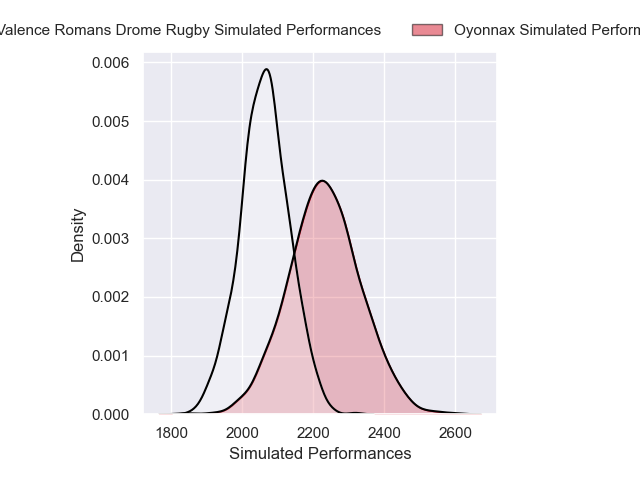 Valence Romans Drome Rugby Simulated Performances
Oyonnax Simulated
0.006
0.005
0.004
0.003
0.002
0.001
0.000
Density
1800 2000 2200 2400 2600
Simulated Performances